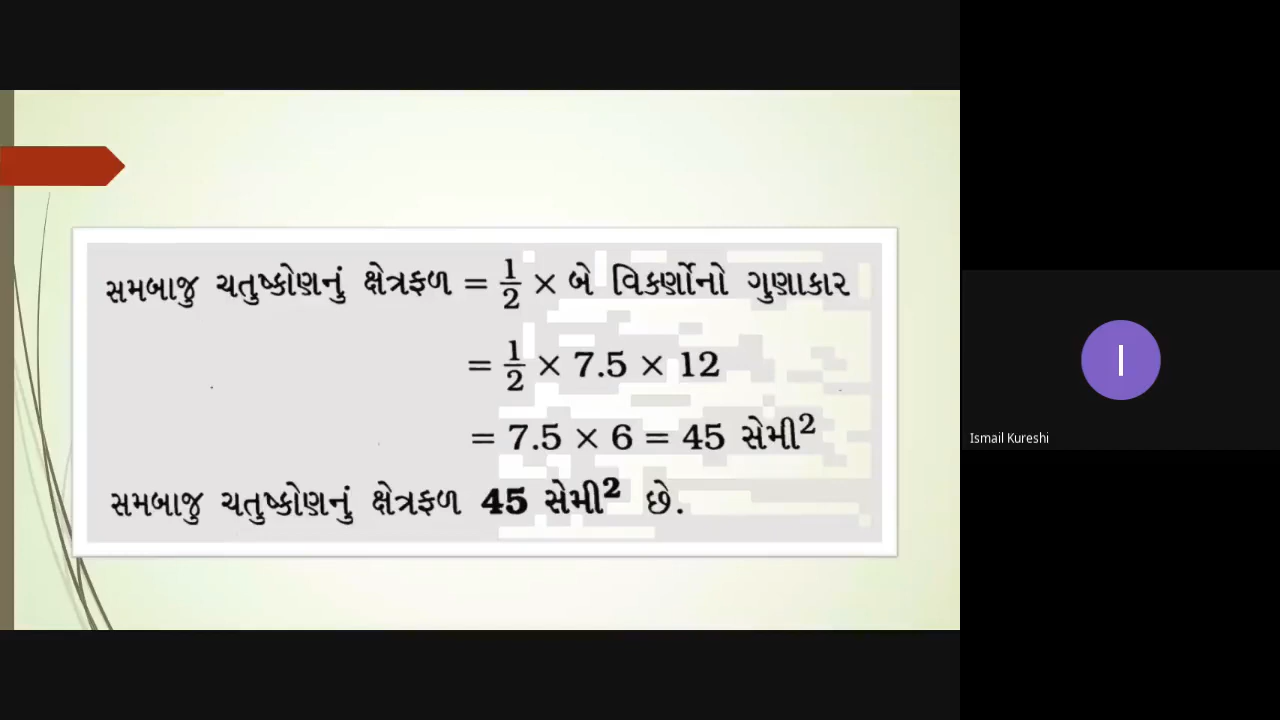 સમબાજુ ચતુષ્કોણનું ક્ષેત્રફળ = 1/2 × બે વિકર્ણોનો ગુણાકાર
= 1/2 × 7.5 × 12
= 7.5 × 6 = 45 સેમી²
સમબાજુ ચતુષ્કોણનું ક્ષેત્રફળ 45 સેમી² છે.
I
Ismail Kureshi